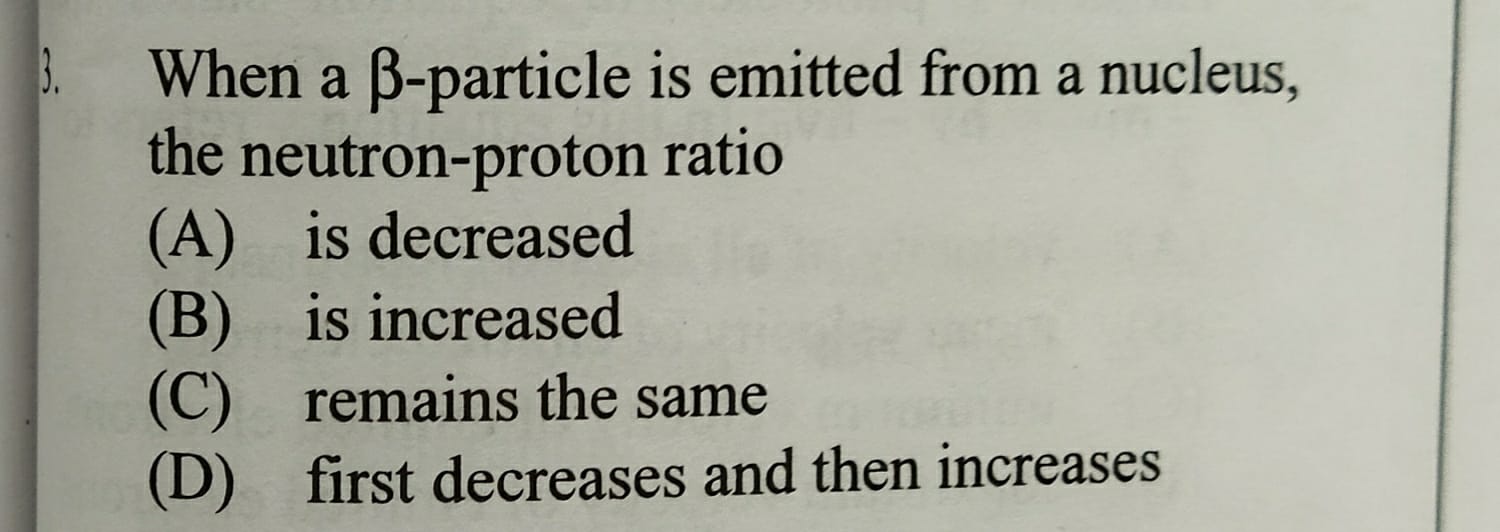 3. When a β-particle is emitted from a nucleus,
the neutron-proton ratio
(A) is decreased
(B) is increased
(C) remains the same
(D) first decreases and then increases